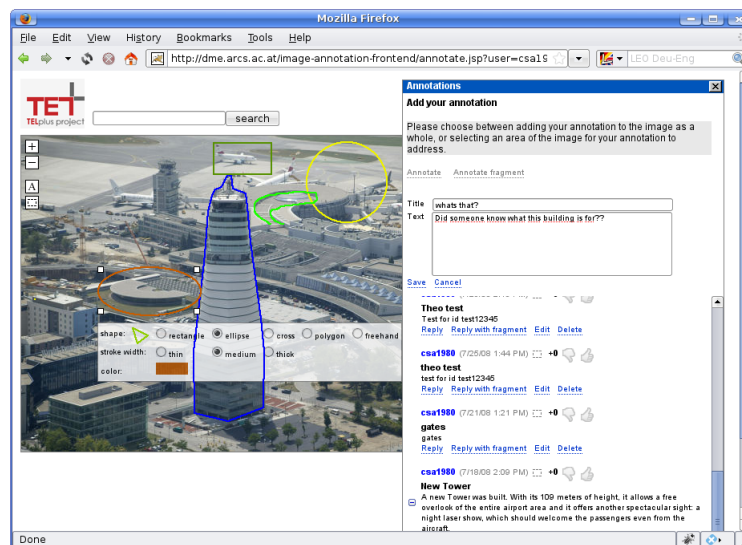 Mozilla Firefox
File Edit View History Bookmarks Tools Help
http://dme.arcs.ac.at/image-annotation-frontend/annotate.jsp?user=csa19
LEO Deu-Eng
TEL+
TELplus project
search
A
shape: rectangle ellipse cross polygon freehand
stroke width: thin medium thick
color:
Annotations
Add your annotation
Please choose between adding your annotation to the image as a
whole, or selecting an area of the image for your annotation to
address.
Annotate Annotate fragment
Title whats that?
Text Did someone know what this building is for??
Save Cancel
Theo test
Test for id test12345
Reply Reply with fragment Edit Delete
csa1980 (7/25/08 1:44 PM) +0
theo test
test for id test12345
Reply Reply with fragment Edit Delete
csa1980 (7/21/08 1:21 PM) +0
gates
gates
Reply Reply with fragment Edit Delete
csa1980 (7/18/08 2:09 PM) +0
New Tower
A new Tower was built. With its 109 meters of height, it allows a free
overlook of the entire airport area and it offers another spectacular sight: a
night laser show, which should welcome the passengers even from the
aircraft.
Done